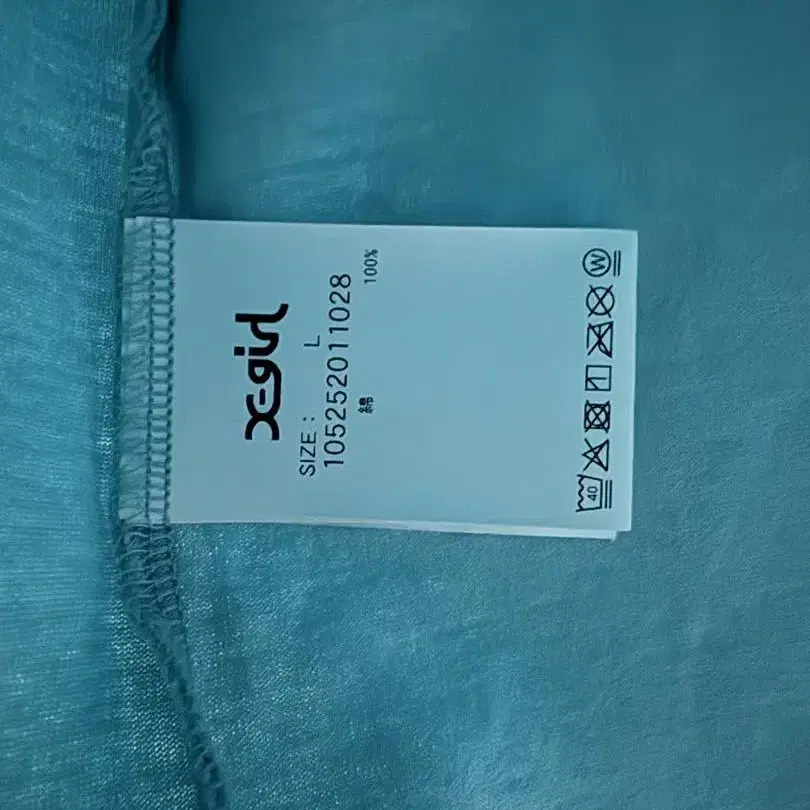 X-girl
SIZE : L
105252011028
綿 100%
40
W